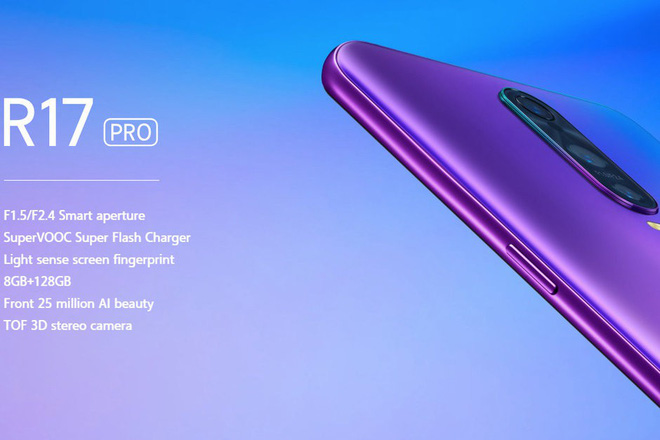 R17 PRO
F1.5/F2.4 Smart aperture
SuperVOOC Super Flash Charger
Light sense screen fingerprint
8GB+128GB
Front 25 million AI beauty
TOF 3D stereo camera